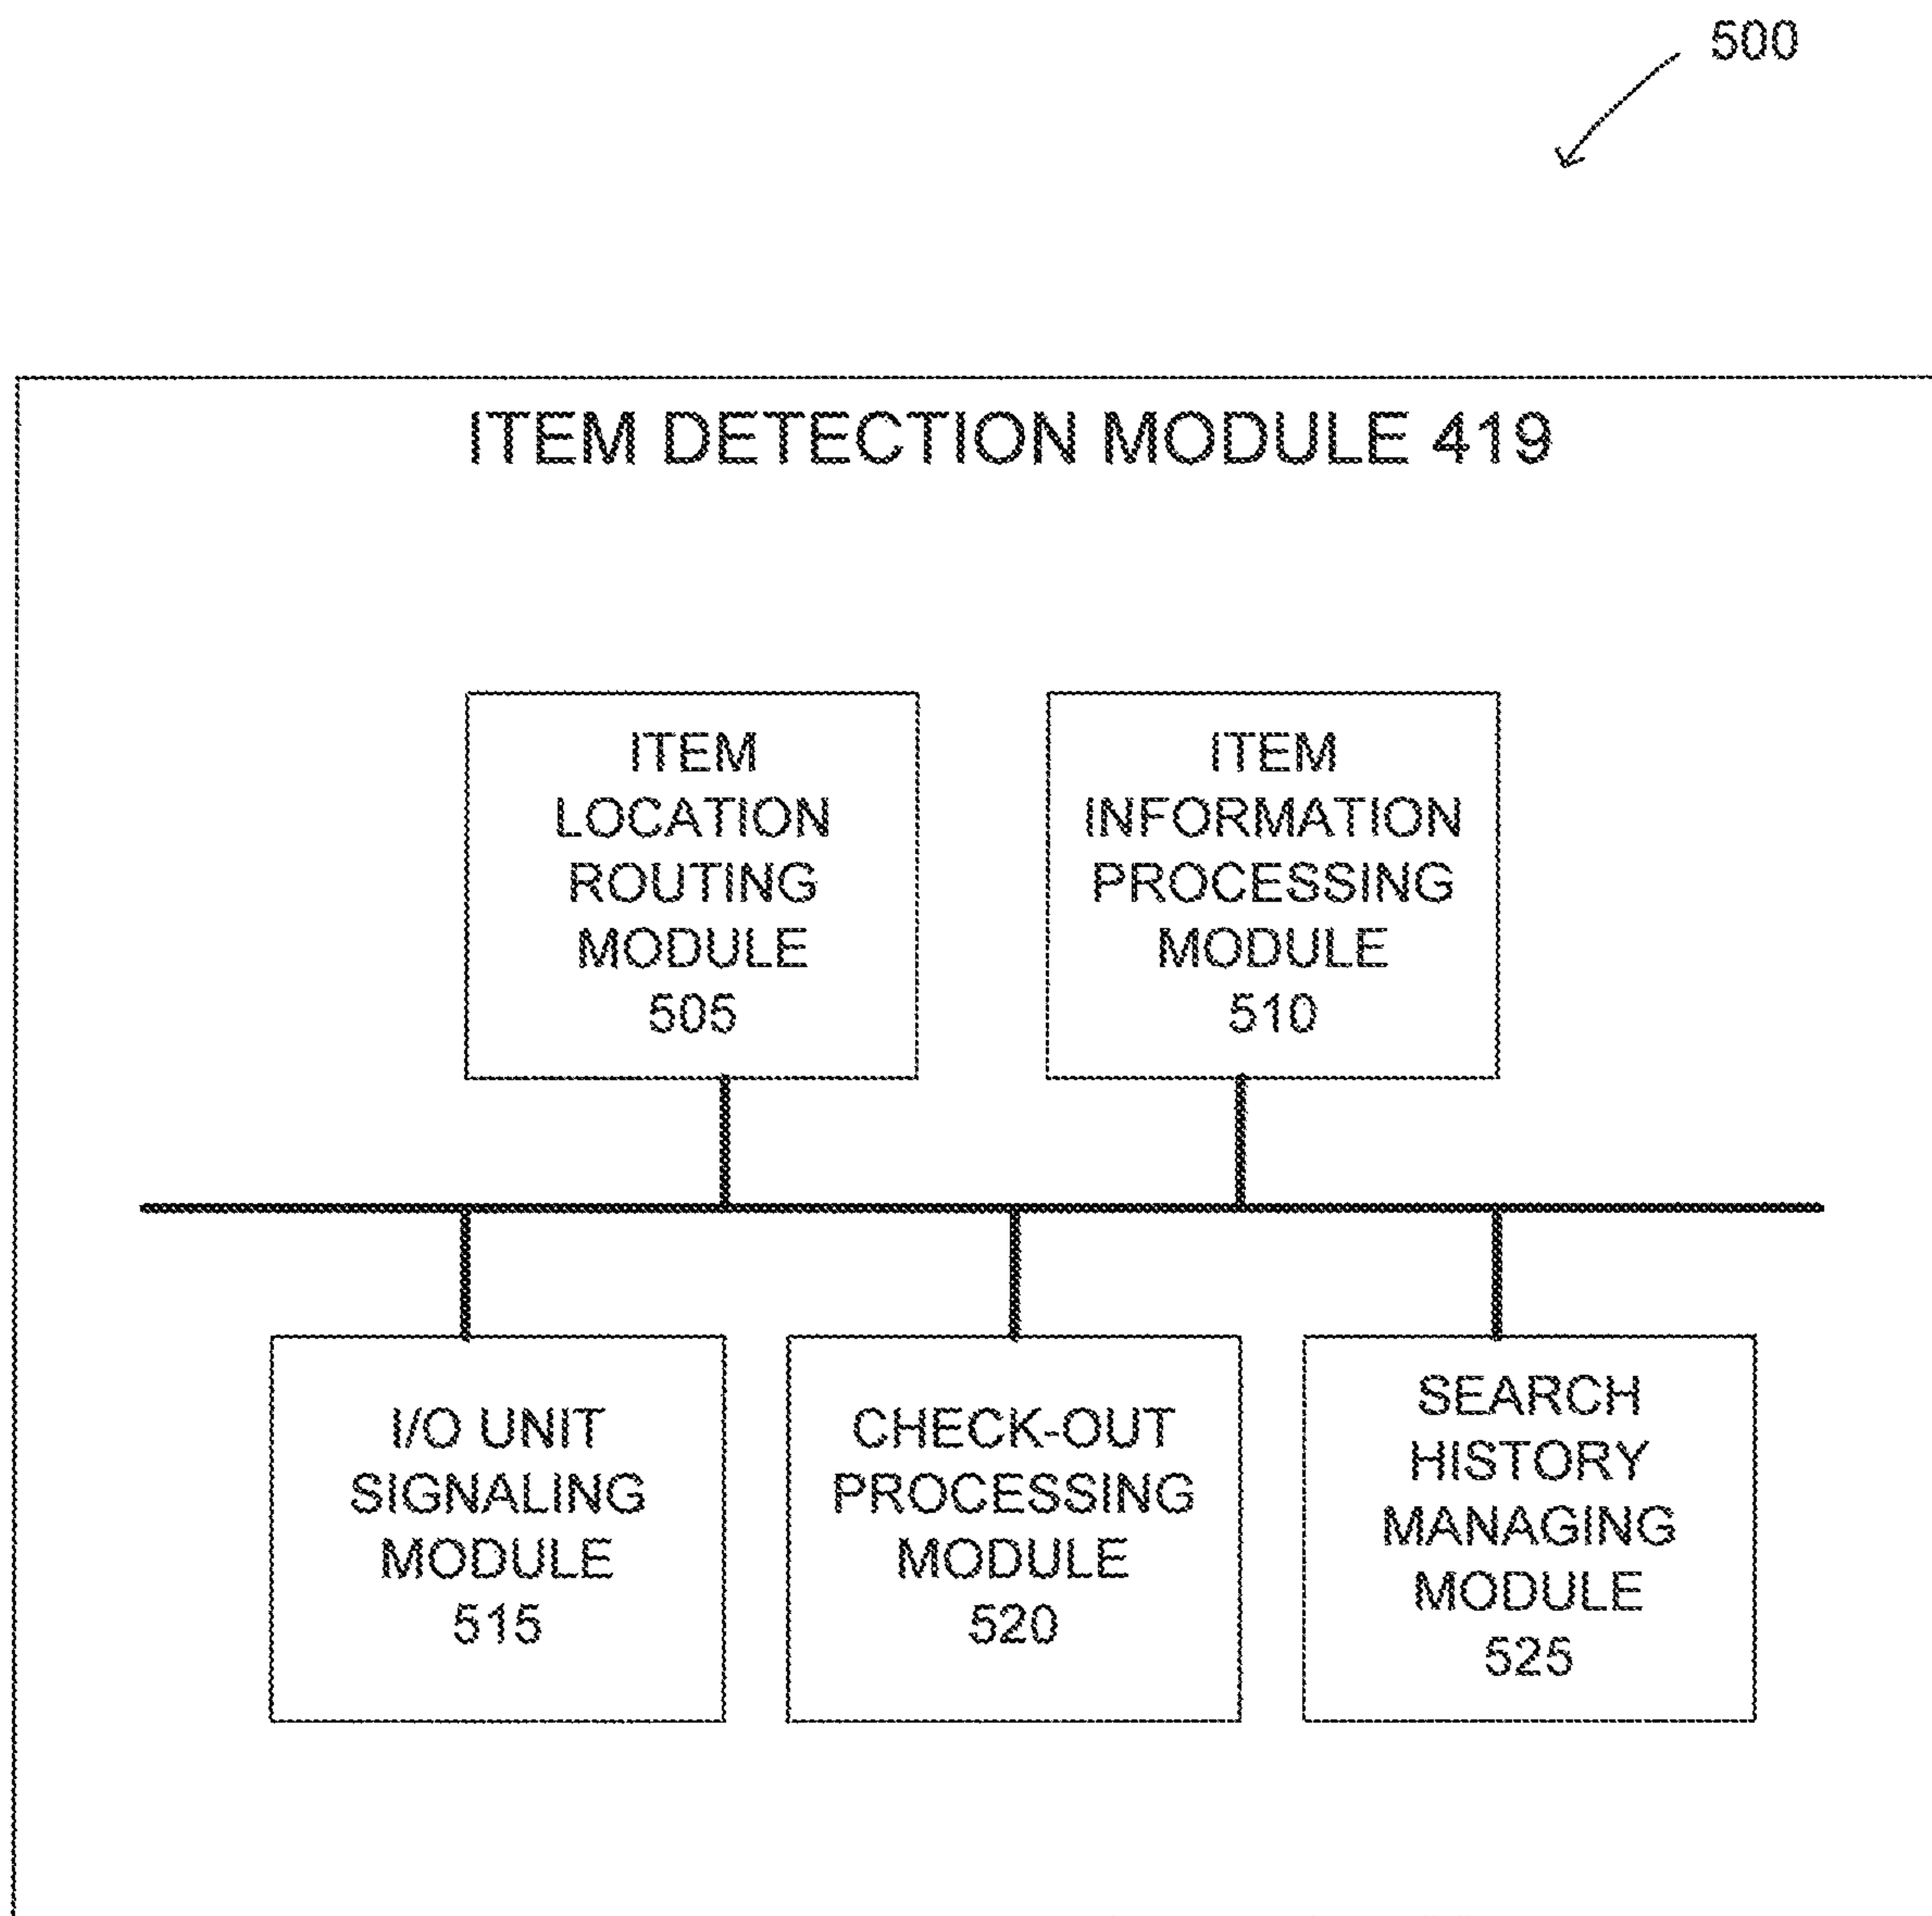 500
ITEM DETECTION MODULE 419
ITEM
LOCATION
ROUTING
MODULE
505
ITEM
INFORMATION
PROCESSING
MODULE
510
I/O UNIT
SIGNALING
MODULE
515
CHECK-OUT
PROCESSING
MODULE
520
SEARCH
HISTORY
MANAGING
MODULE
525